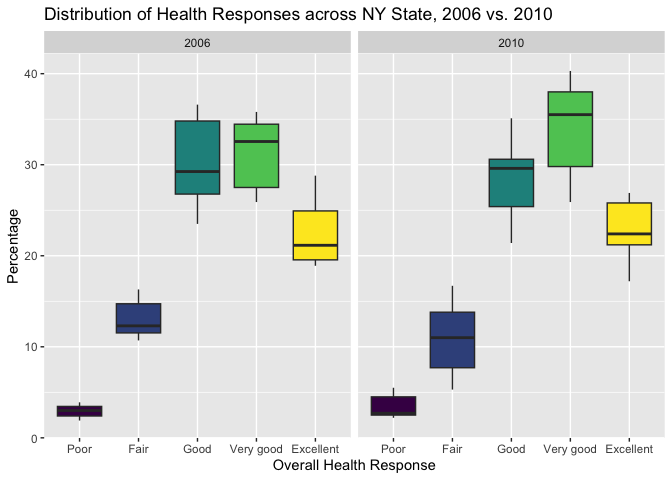 Distribution of Health Responses across NY State, 2006 vs. 2010
2006 2010
Percentage
40
30
20
10
0
Poor Fair Good Very good Excellent Poor Fair Good Very good Excellent
Overall Health Response